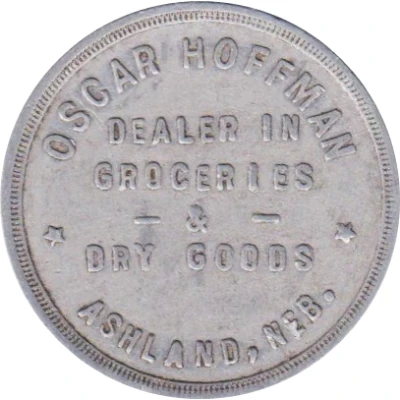 OSCAR HOFFMAN
DEALER IN
GROCERIES
- & -
DRY GOODS
ASHLAND, NEB.